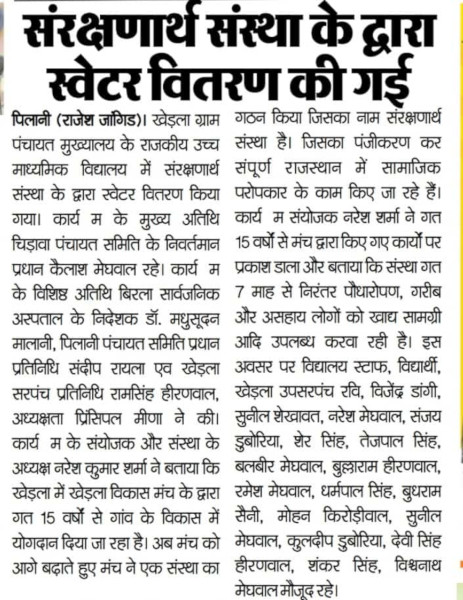 संरक्षणार्थ संस्था के द्वारा
स्वेटर वितरण की गई
पिलानी (राजेश जांगिड)। खेड़ला ग्राम
पंचायत मुख्यालय के राजकीय उच्च
माध्यमिक विद्यालय में संरक्षणार्थ
संस्था के द्वारा स्वेटर वितरण किया
गया। कार्य म के मुख्य अतिथि
चिड़ावा पंचायत समिति के निवर्तमान
प्रधान कैलाश मेघवाल रहे। कार्य म
के विशिष्ठ अतिथि बिरला सार्वजनिक
अस्पताल के निदेशक डॉ. मधुसूदन
मालानी, पिलानी पंचायत समिति प्रधान
प्रतिनिधि संदीप रायला एव खेड़ला
सरपंच प्रतिनिधि रामसिंह हीरणवाल,
अध्यक्षता प्रिंसिपल मीणा ने की।
कार्य म के संयोजक और संस्था के
अध्यक्ष नरेश कुमार शर्मा ने बताया कि
खेड़ला में खेड़ला विकास मंच के द्वारा
गत 15 वर्षों से गांव के विकास में
योगदान दिया जा रहा है। अब मंच को
आगे बढ़ाते हुए मंच ने एक संस्था का
गठन किया जिसका नाम संरक्षणार्थ
संस्था है। जिसका पंजीकरण कर
संपूर्ण राजस्थान में सामाजिक
परोपकार के काम किए जा रहे हैं।
कार्य म संयोजक नरेश शर्मा ने गत
15 वर्षों से मंच द्वारा किए गए कार्यों पर
प्रकाश डाला और बताया कि संस्था गत
7 माह से निरंतर पौधारोपण, गरीब
और असहाय लोगों को खाद्य सामग्री
आदि उपलब्ध करवा रही है। इस
अवसर पर विद्यालय स्टाफ, विद्यार्थी,
खेड़ला उपसरपंच रवि, विजेंद्र डांगी,
सुनील शेखावत, नरेश मेघवाल, संजय
डुबोरिया, शेर सिंह, तेजपाल सिंह,
बलबीर मेघवाल, बुल्लाराम हीरणवाल,
रमेश मेघवाल, धर्मपाल सिंह, बुधराम
सैनी, मोहन किरोड़ीवाल, सुनील
मेघवाल, कुलदीप डुबोरिया, देवी सिंह
हीरणवाल, शंकर सिंह, विश्वनाथ
मेघवाल मौजूद रहे।